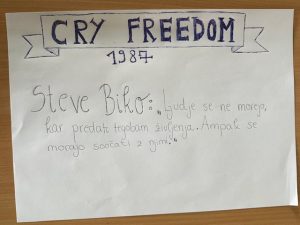 CRY FREEDOM
1987
Steve Biko: „Ljudje se ne morejo,
kar predati tegobam življenja. Ampak se
morajo soočati z njimi."